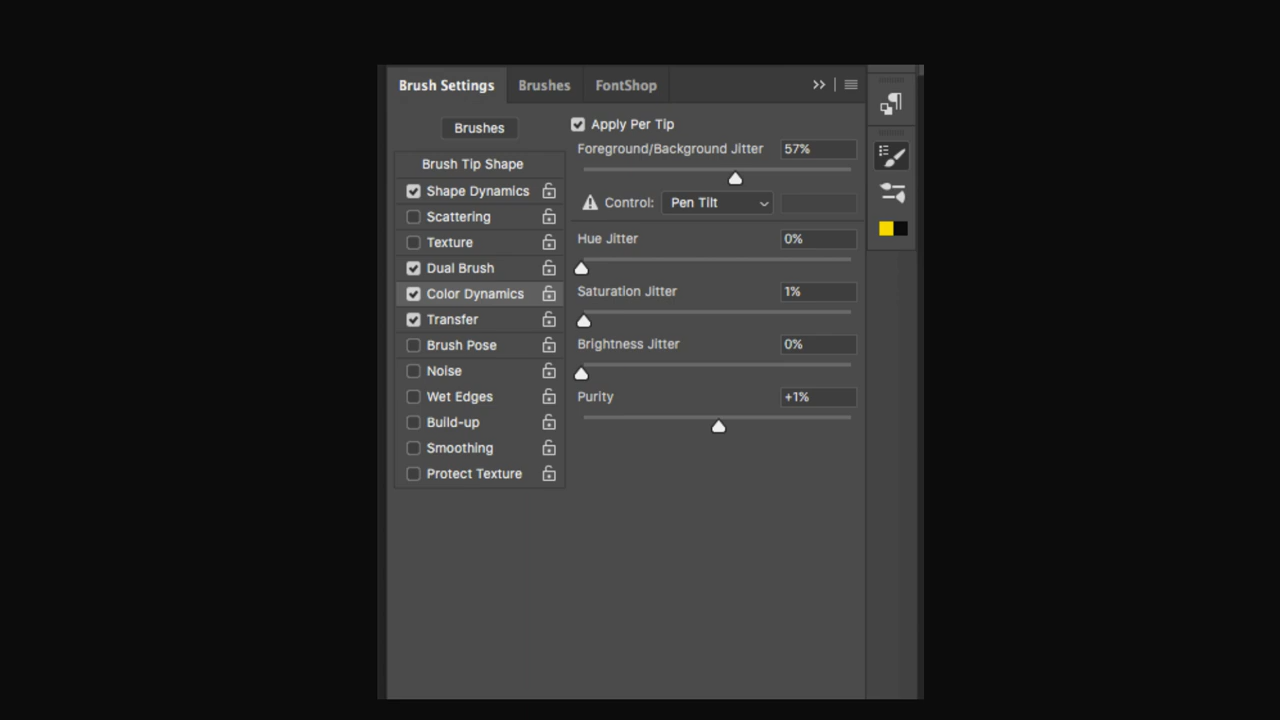 Brush Settings Brushes FontShop
Brushes
Brush Tip Shape
Shape Dynamics
Scattering
Texture
Dual Brush
Color Dynamics
Transfer
Brush Pose
Noise
Wet Edges
Build-up
Smoothing
Protect Texture
Apply Per Tip
Foreground/Background Jitter 57%
Control: Pen Tilt
Hue Jitter 0%
Saturation Jitter 1%
Brightness Jitter 0%
Purity +1%